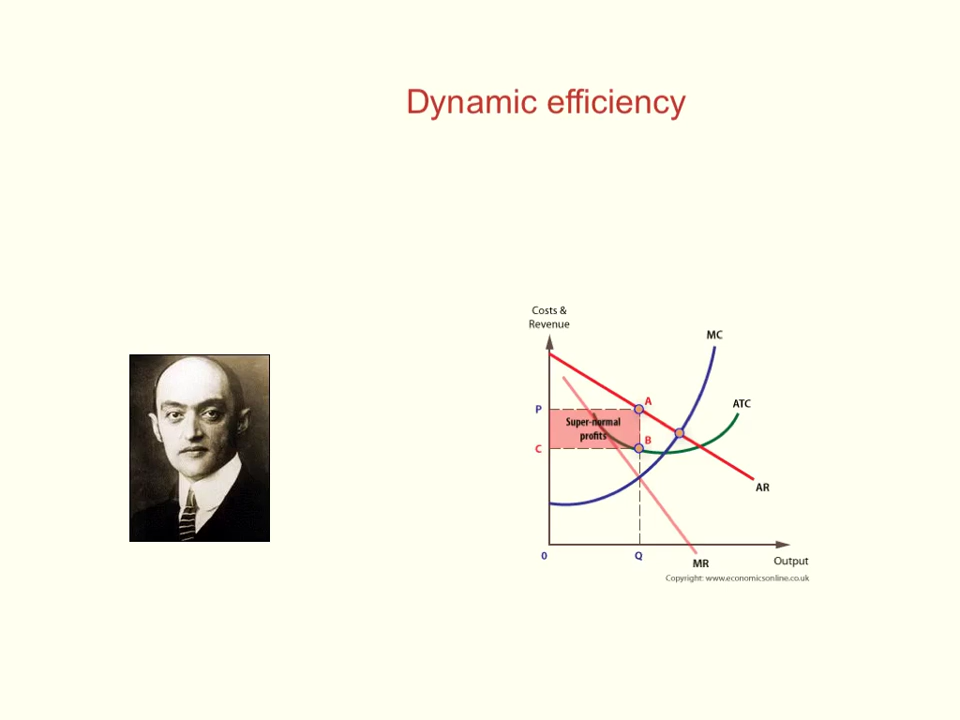 Dynamic efficiency
Costs &
Revenue
MC
ATC
A
P
Super-normal
profits
B
C
AR
0
Q
MR
Output
Copyright: www.economicsonline.co.uk